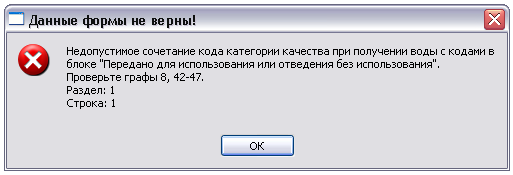 Данные формы не верны!
Недопустимое сочетание кода категории качества при получении воды с кодами в
блоке "Передано для использования или отведения без использования".
Проверьте графы 8, 42-47.
Раздел: 1
Строка: 1
OK